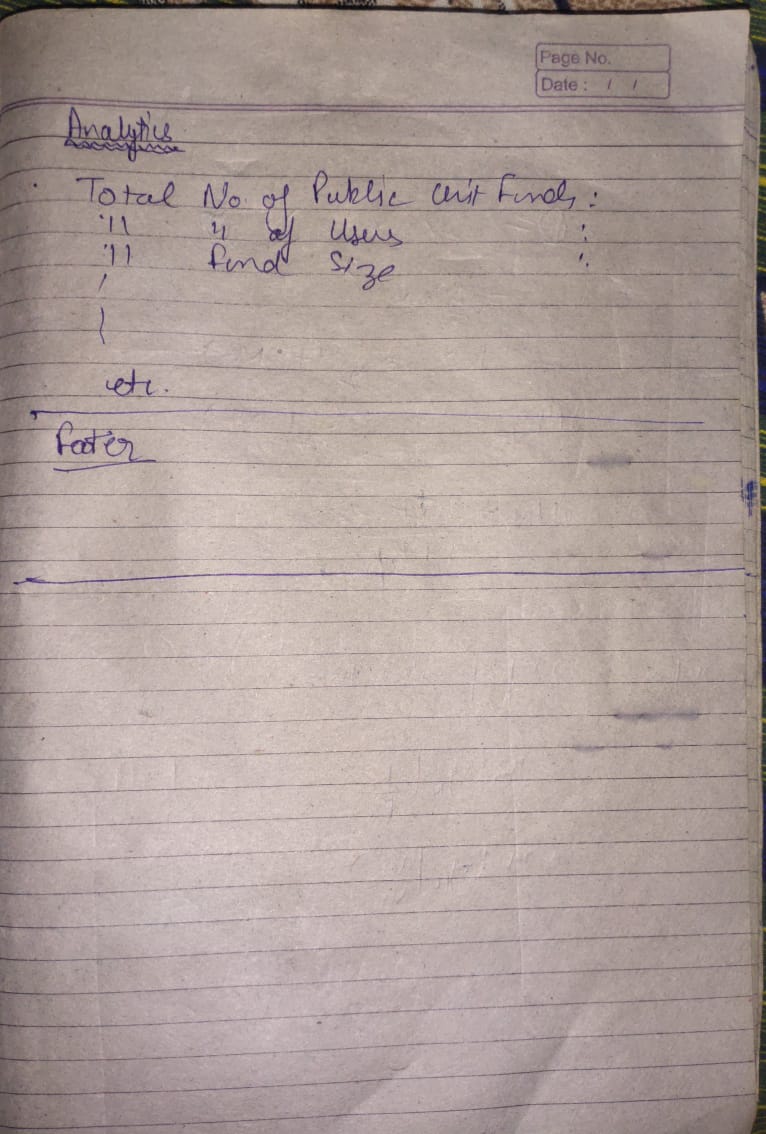 Page No.
Date : / /
Analytics
Total No. of Public Unit Funds :
" " of Users :
" Fund Size :
etc.
Footer